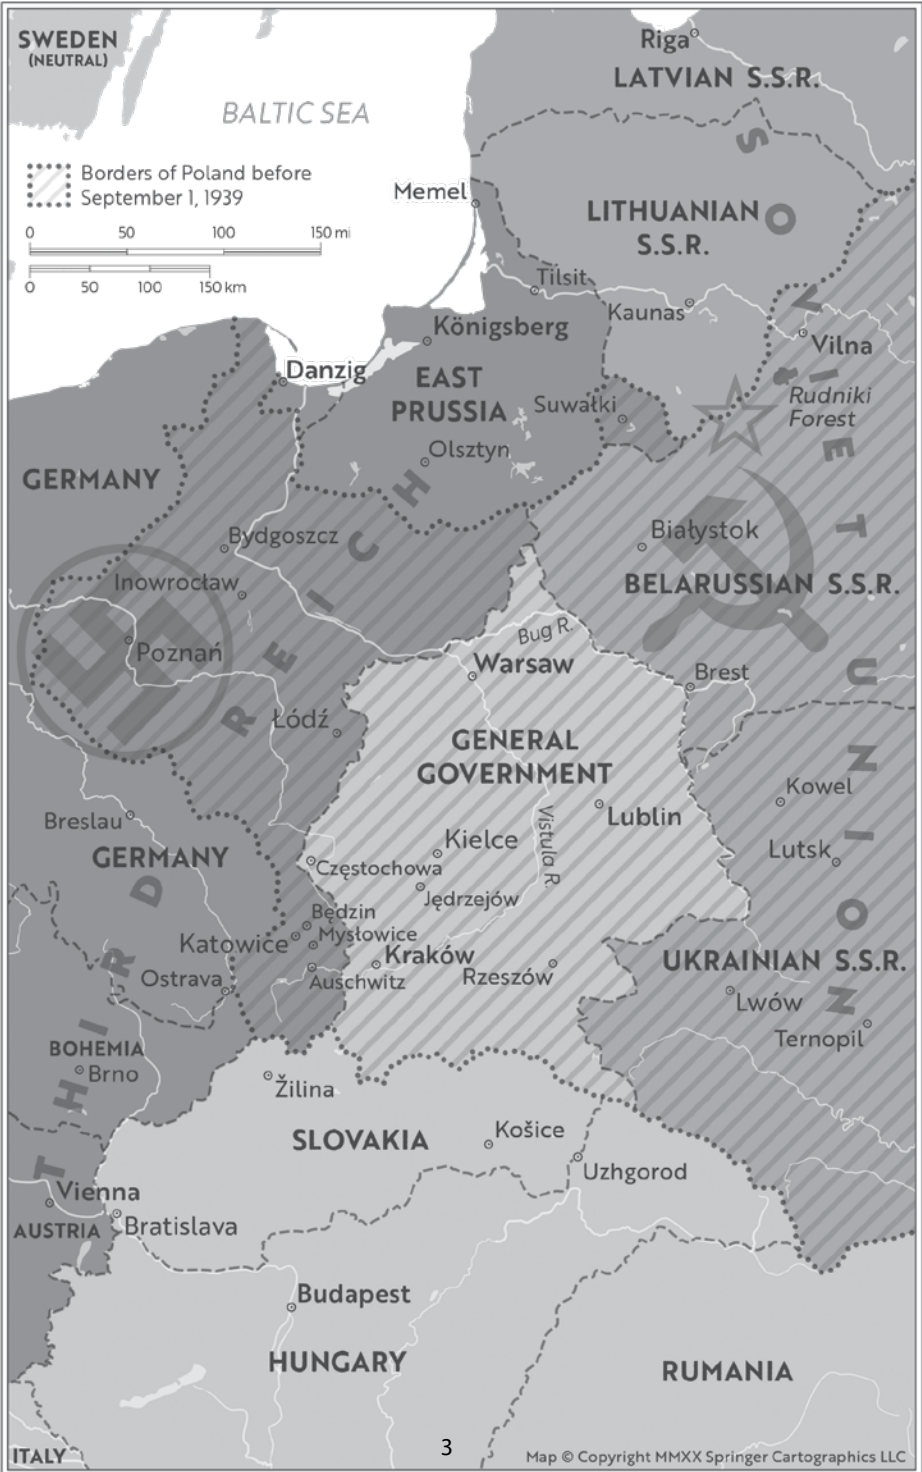 SWEDEN
(NEUTRAL)
Riga
LATVIAN S.S.R.
BALTIC SEA
Borders of Poland before
September 1, 1939
0 50 100 150 mi
0 50 100 150 km
Memel
LITHUANIAN
S.S.R.
Tilsit
Kaunas
Königsberg
Vilna
Danzig
EAST
PRUSSIA
Suwałki
Rudniki
Forest
Olsztyn
GERMANY
Bydgoszcz
Białystok
Inowrocław
BELARUSSIAN S.S.R.
Bug R.
Poznań
Warsaw
Brest
Łódź
GENERAL
GOVERNMENT
Kowel
Lublin
Vistula R.
Breslau
Kielce
Lutsk
GERMANY
Częstochowa
Jędrzejów
Będzin
Mysłowice
Katowice
Kraków
Auschwitz
Rzeszów
Ostrava
UKRAINIAN S.S.R.
Lwów
Ternopil
BOHEMIA
Brno
Žilina
SLOVAKIA
Košice
Uzhgorod
Vienna
AUSTRIA
Bratislava
Budapest
HUNGARY
RUMANIA
ITALY
THIRD REICH
SOVIET UNION
3
Map © Copyright MMXX Springer Cartographics LLC